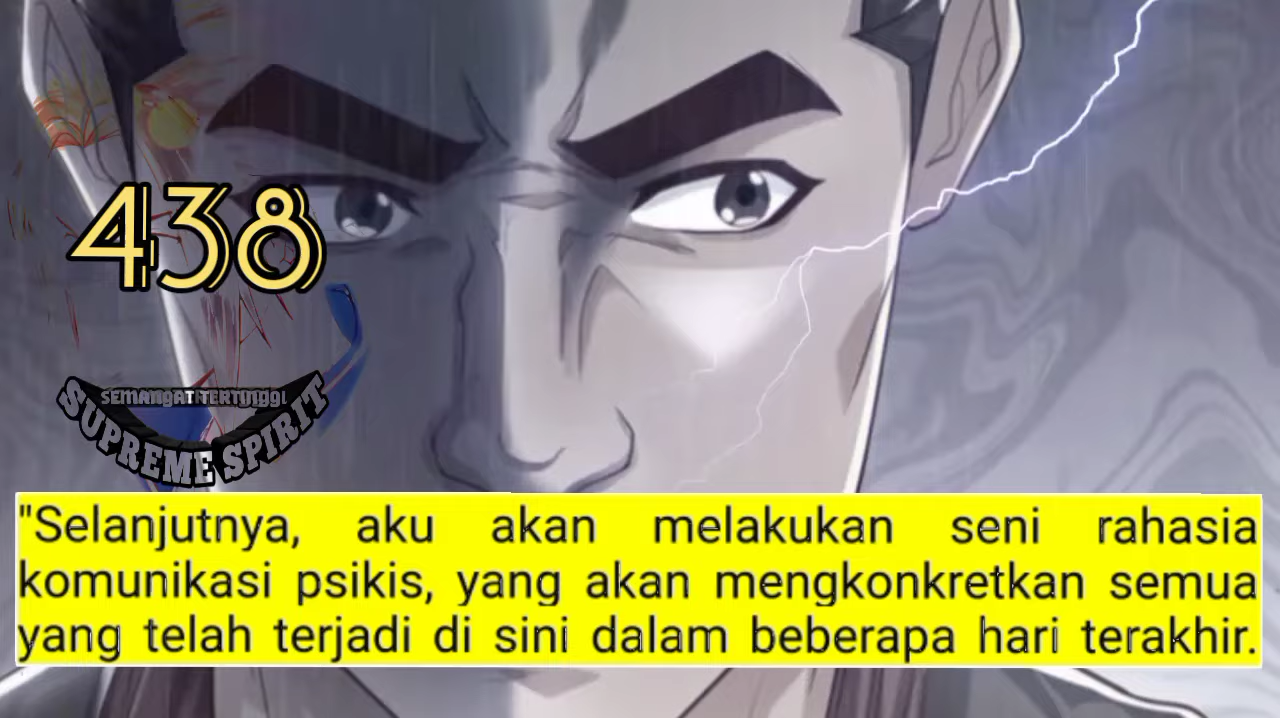 438
SEMANGAT TERTINGGI
SUPREME SPIRIT
"Selanjutnya, aku akan melakukan seni rahasia
komunikasi psikis, yang akan mengkonkretkan semua
yang telah terjadi di sini dalam beberapa hari terakhir.